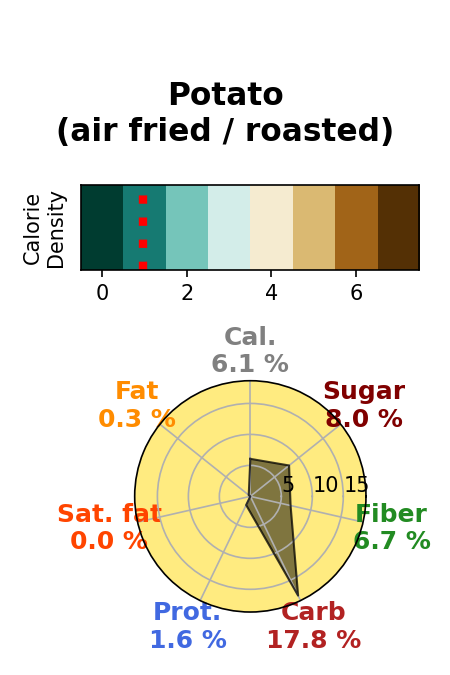 Potato
(air fried / roasted)
Calorie
Density
0 2 4 6
Cal.
6.1 %
Fat
0.3 %
Sugar
8.0 %
5 10 15
Sat. fat
0.0 %
Fiber
6.7 %
Prot.
1.6 %
Carb
17.8 %